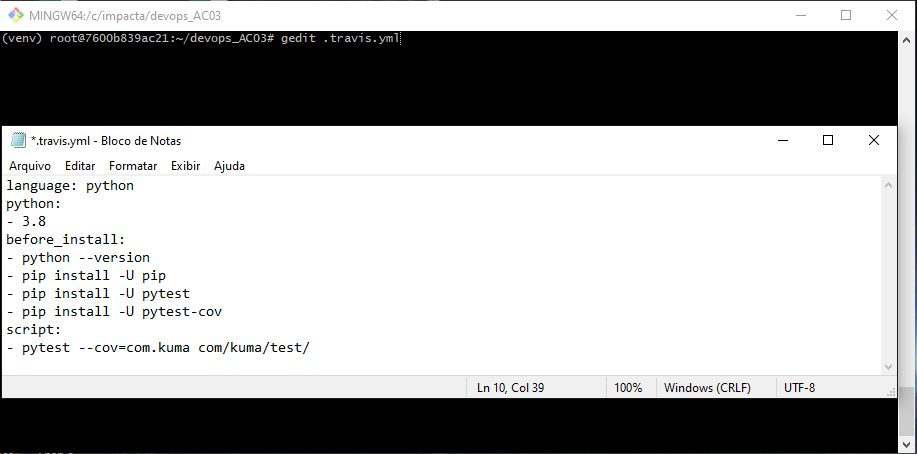 MINGW64:/c/impacta/devops_AC03
(venv) root@7600b839ac21:~/devops_AC03# gedit .travis.yml
*.travis.yml - Bloco de Notas
Arquivo Editar Formatar Exibir Ajuda
language: python
python:
- 3.8
before_install:
- python --version
- pip install -U pip
- pip install -U pytest
- pip install -U pytest-cov
script:
- pytest --cov=com.kuma com/kuma/test/
Ln 10, Col 39 100% Windows (CRLF) UTF-8